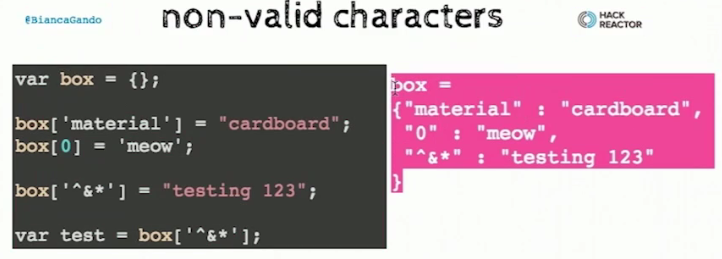 @BiancaGando
non-valid characters
HACK
REACTOR
var box = {};
box['material'] = "cardboard";
box[0] = 'meow';
box['^&*'] = "testing 123";
var test = box['^&*'];
box =
{"material" : "cardboard",
"0" : "meow",
"^&*" : "testing 123"
}